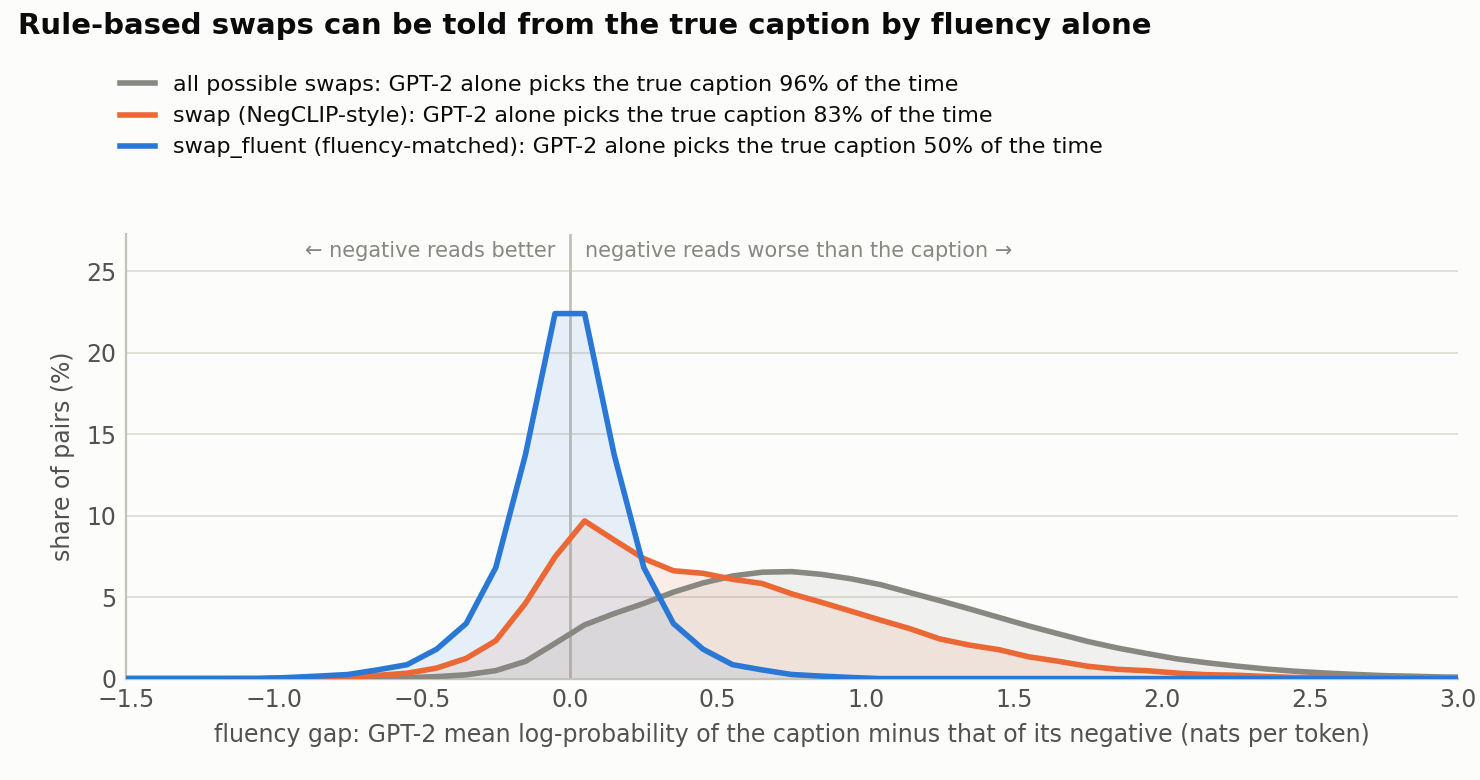 Rule-based swaps can be told from the true caption by fluency alone
all possible swaps: GPT-2 alone picks the true caption 96% of the time
swap (NegCLIP-style): GPT-2 alone picks the true caption 83% of the time
swap_fluent (fluency-matched): GPT-2 alone picks the true caption 50% of the time
← negative reads better
negative reads worse than the caption →
25
20
15
10
5
0
share of pairs (%)
−1.5 −1.0 −0.5 0.0 0.5 1.0 1.5 2.0 2.5 3.0
fluency gap: GPT-2 mean log-probability of the caption minus that of its negative (nats per token)